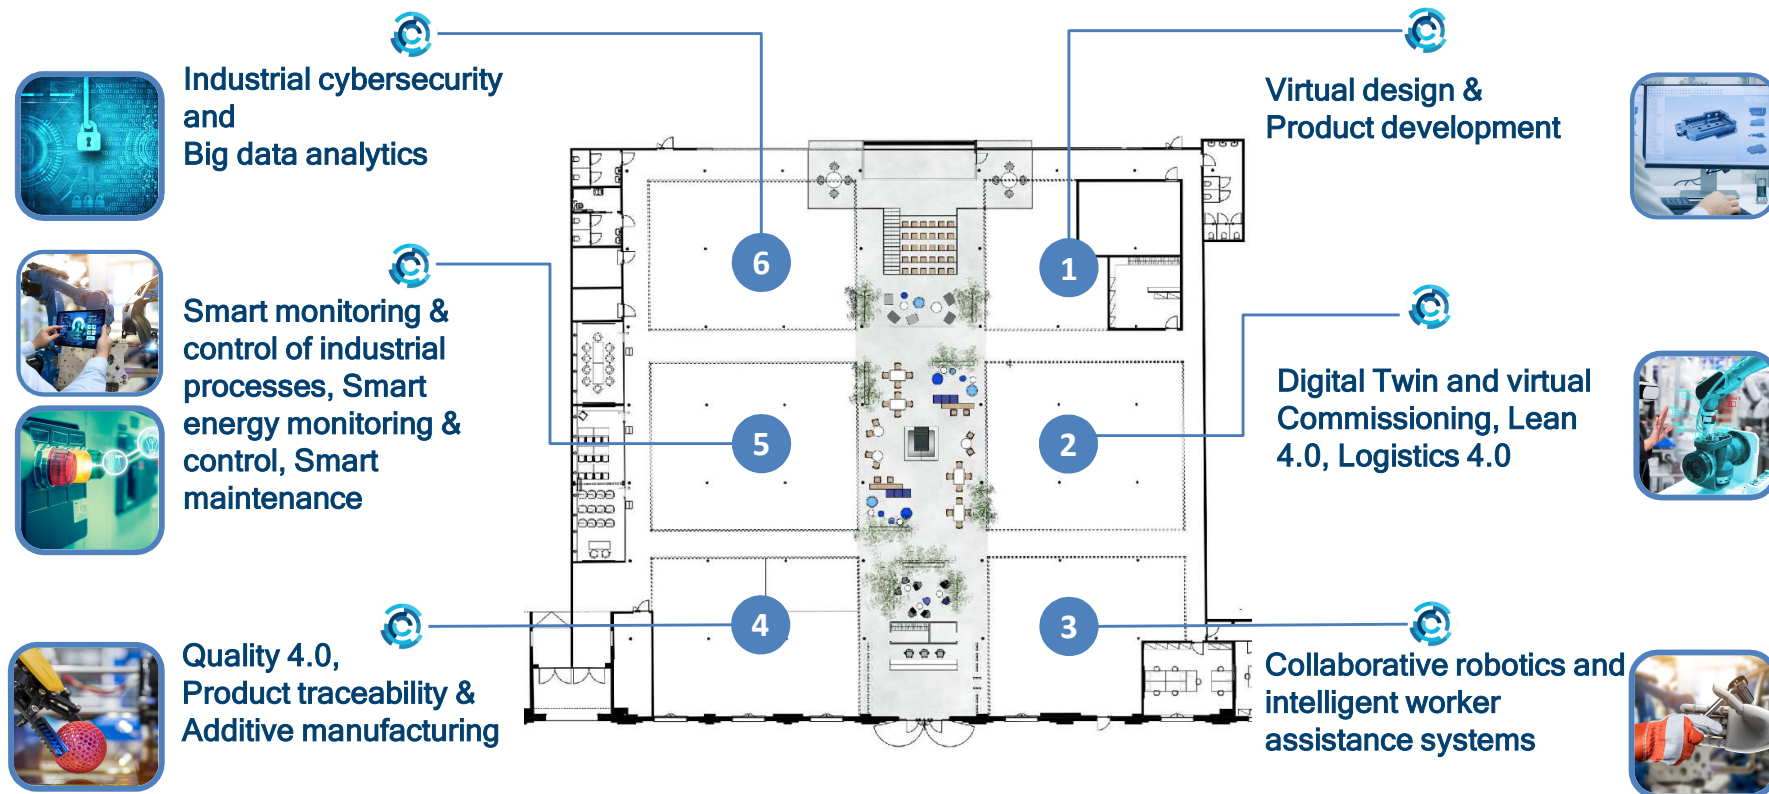 Industrial cybersecurity
and
Big data analytics
Virtual design &
Product development
6
1
Smart monitoring &
control of industrial
processes, Smart
energy monitoring &
control, Smart
maintenance
Digital Twin and virtual
Commissioning, Lean
4.0, Logistics 4.0
5
2
4
3
Quality 4.0,
Product traceability &
Additive manufacturing
Collaborative robotics and
intelligent worker
assistance systems